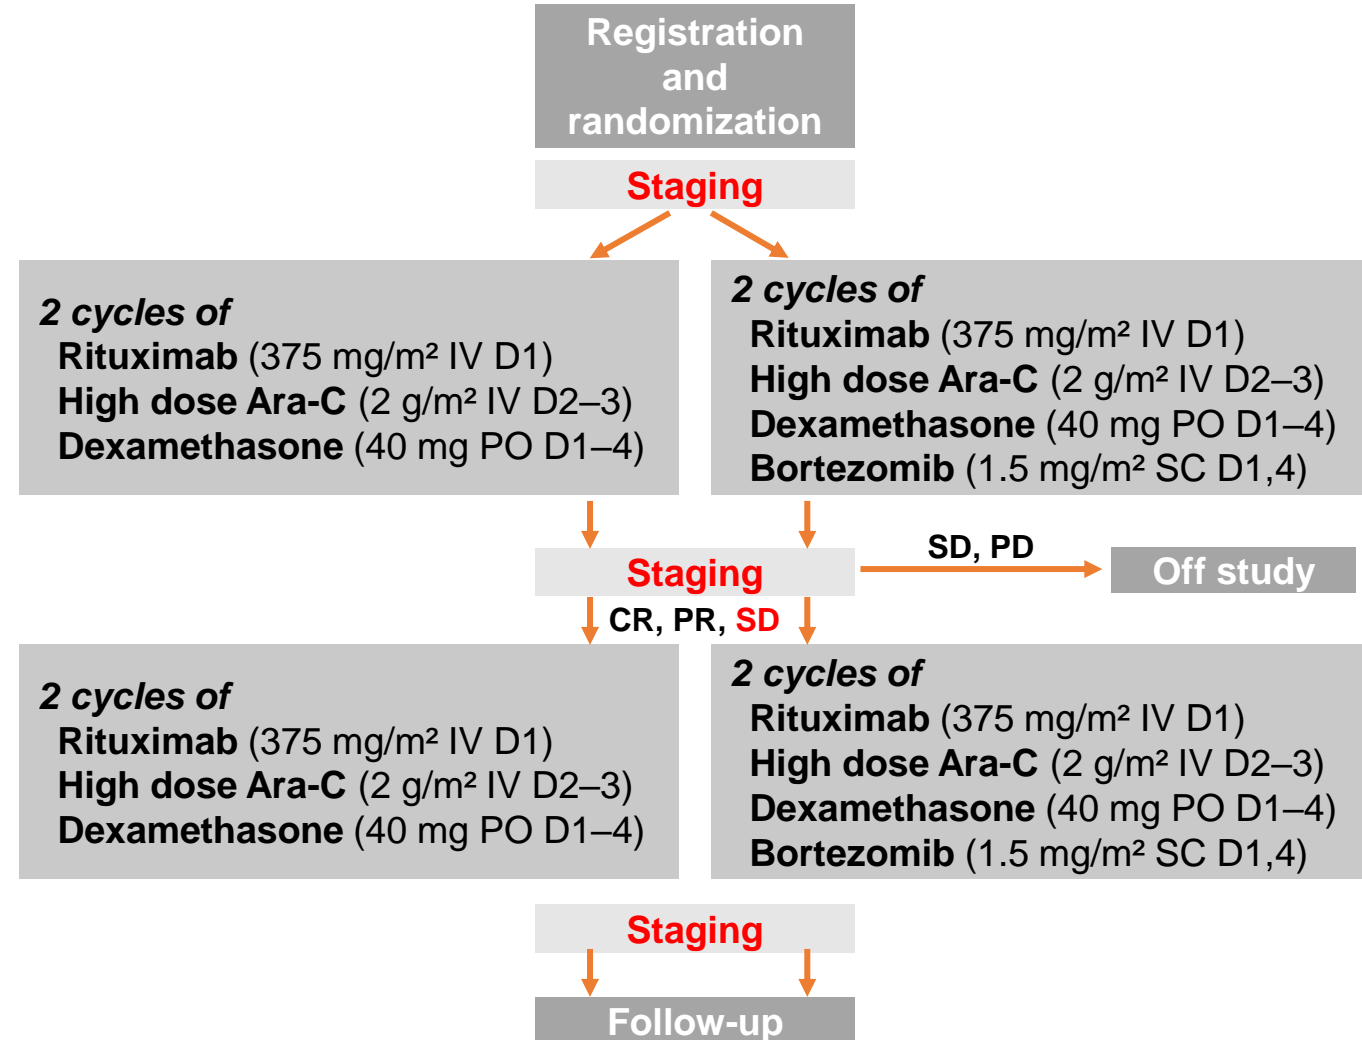 Registration
and
randomization
Staging
2 cycles of
Rituximab (375 mg/m² IV D1)
High dose Ara-C (2 g/m² IV D2–3)
Dexamethasone (40 mg PO D1–4)
2 cycles of
Rituximab (375 mg/m² IV D1)
High dose Ara-C (2 g/m² IV D2–3)
Dexamethasone (40 mg PO D1–4)
Bortezomib (1.5 mg/m² SC D1,4)
Staging
SD, PD
Off study
CR, PR, SD
2 cycles of
Rituximab (375 mg/m² IV D1)
High dose Ara-C (2 g/m² IV D2–3)
Dexamethasone (40 mg PO D1–4)
2 cycles of
Rituximab (375 mg/m² IV D1)
High dose Ara-C (2 g/m² IV D2–3)
Dexamethasone (40 mg PO D1–4)
Bortezomib (1.5 mg/m² SC D1,4)
Staging
Follow-up